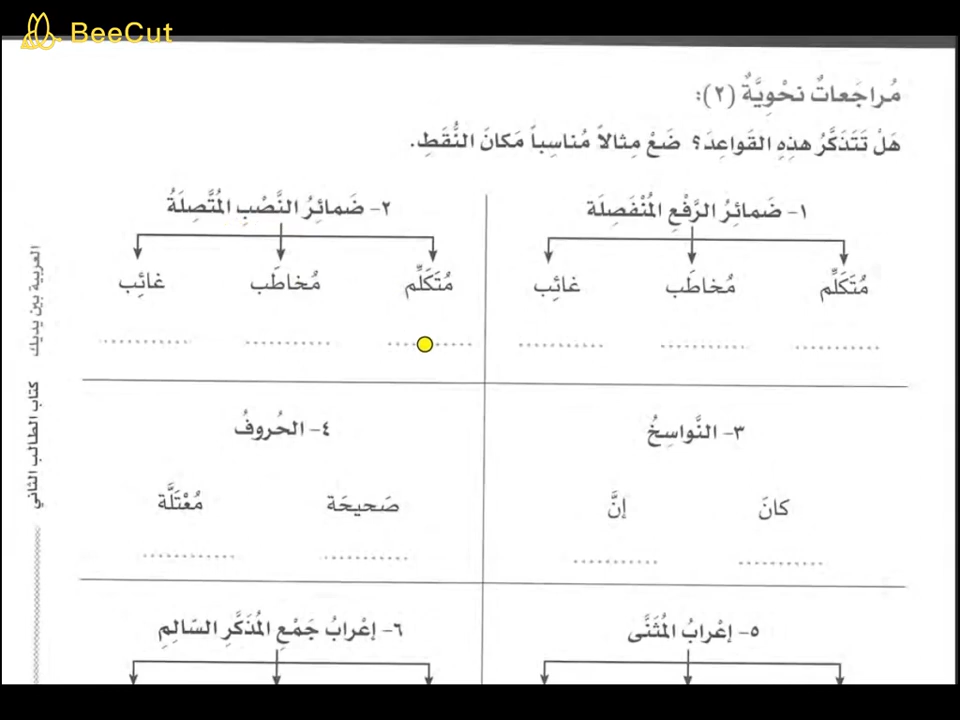 BeeCut
مُراجَعاتٌ نحْوِيَّةٌ (٢):
هَلْ تَتَذَكَّرُ هذِهِ القَواعِدَ؟ ضَعْ مِثالاً مُناسِباً مَكانَ النُّقَطِ.
١- ضَمائِرُ الرَّفْعِ المُنْفَصِلَة
مُتَكَلِّم مُخاطَب غائِب
٢- ضَمائِرُ النَّصْبِ المُتَّصِلَةُ
مُتَكَلِّم مُخاطَب غائِب
٣- النَّواسِخُ
كانَ إنَّ
٤- الحُروفُ
صَحيحَة مُعْتَلَّة
٥- إعْرابُ المُثَنَّى
٦- إعْرابُ جَمْعِ المُذَكَّرِ السَالِمِ
العربية بين يديك كتاب الطالب الثاني